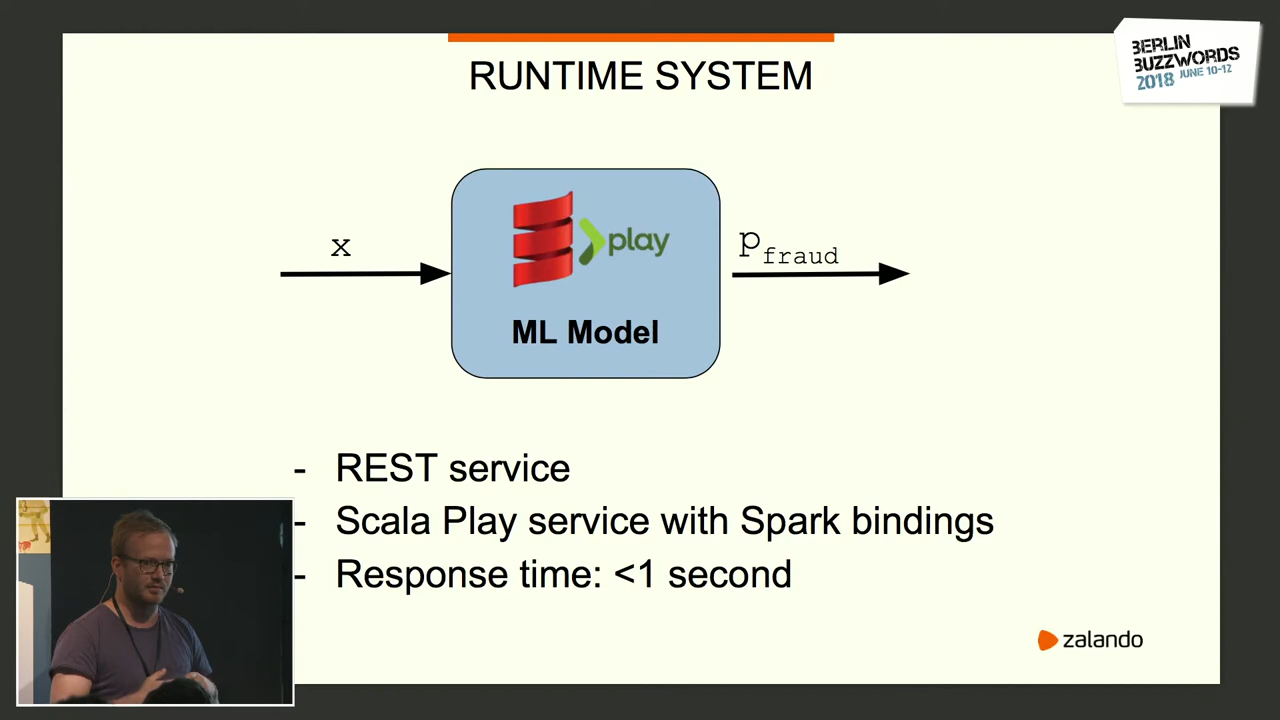 BERLIN
BUZZWORDS
2018 JUNE 10-12
RUNTIME SYSTEM
x
play
p fraud
ML Model
- REST service
- Scala Play service with Spark bindings
- Response time: <1 second
zalando